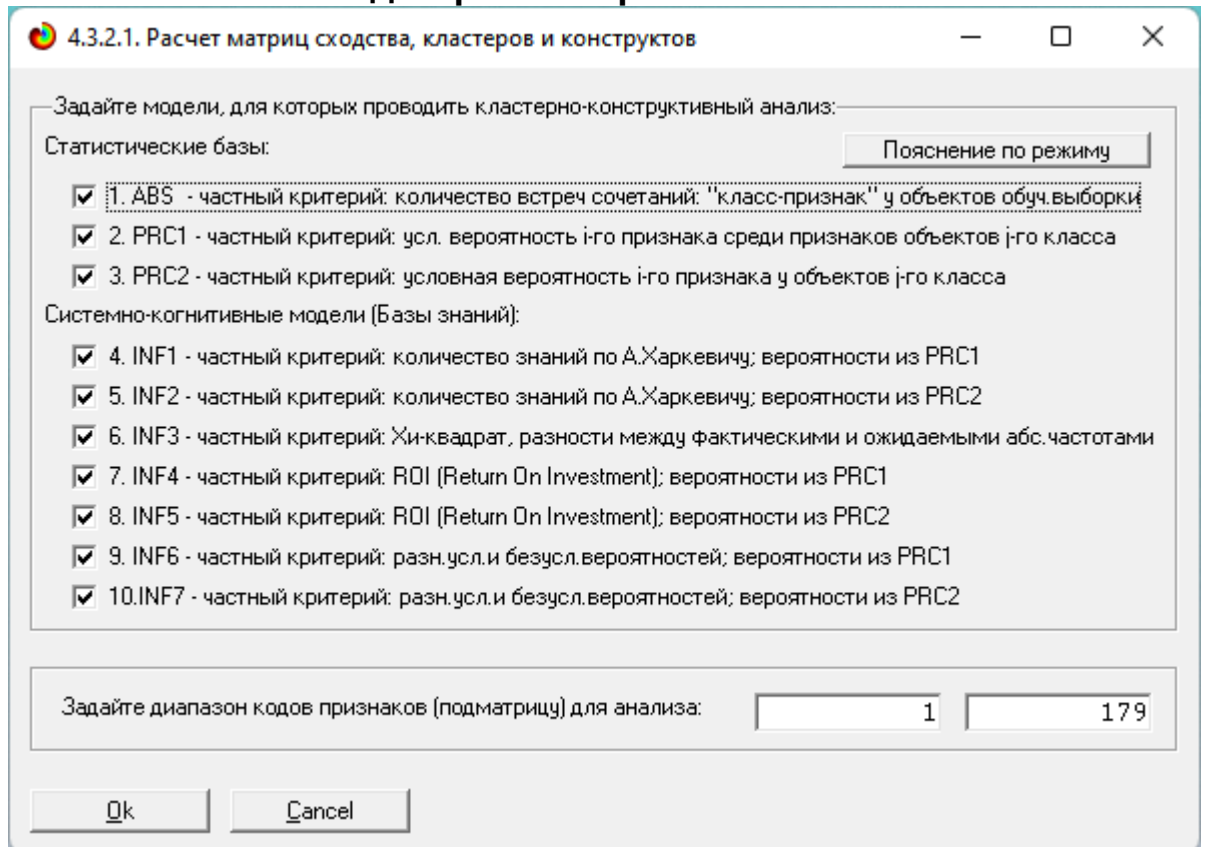 4.3.2.1. Расчет матриц сходства, кластеров и конструктов
Задайте модели, для которых проводить кластерно-конструктивный анализ:
Статистические базы:
Пояснение по режиму
1. ABS - частный критерий: количество встреч сочетаний: "класс-признак" у объектов обуч.выборки
2. PRC1 - частный критерий: усл. вероятность i-го признака среди признаков объектов j-го класса
3. PRC2 - частный критерий: условная вероятность i-го признака у объектов j-го класса
Системно-когнитивные модели (Базы знаний):
4. INF1 - частный критерий: количество знаний по А.Харкевичу; вероятности из PRC1
5. INF2 - частный критерий: количество знаний по А.Харкевичу; вероятности из PRC2
6. INF3 - частный критерий: Хи-квадрат, разности между фактическими и ожидаемыми абс.частотами
7. INF4 - частный критерий: ROI (Return On Investment); вероятности из PRC1
8. INF5 - частный критерий: ROI (Return On Investment); вероятности из PRC2
9. INF6 - частный критерий: разн.усл.и безусл.вероятностей; вероятности из PRC1
10.INF7 - частный критерий: разн.усл.и безусл.вероятностей; вероятности из PRC2
Задайте диапазон кодов признаков (подматрицу) для анализа: 1 179
Ok Cancel